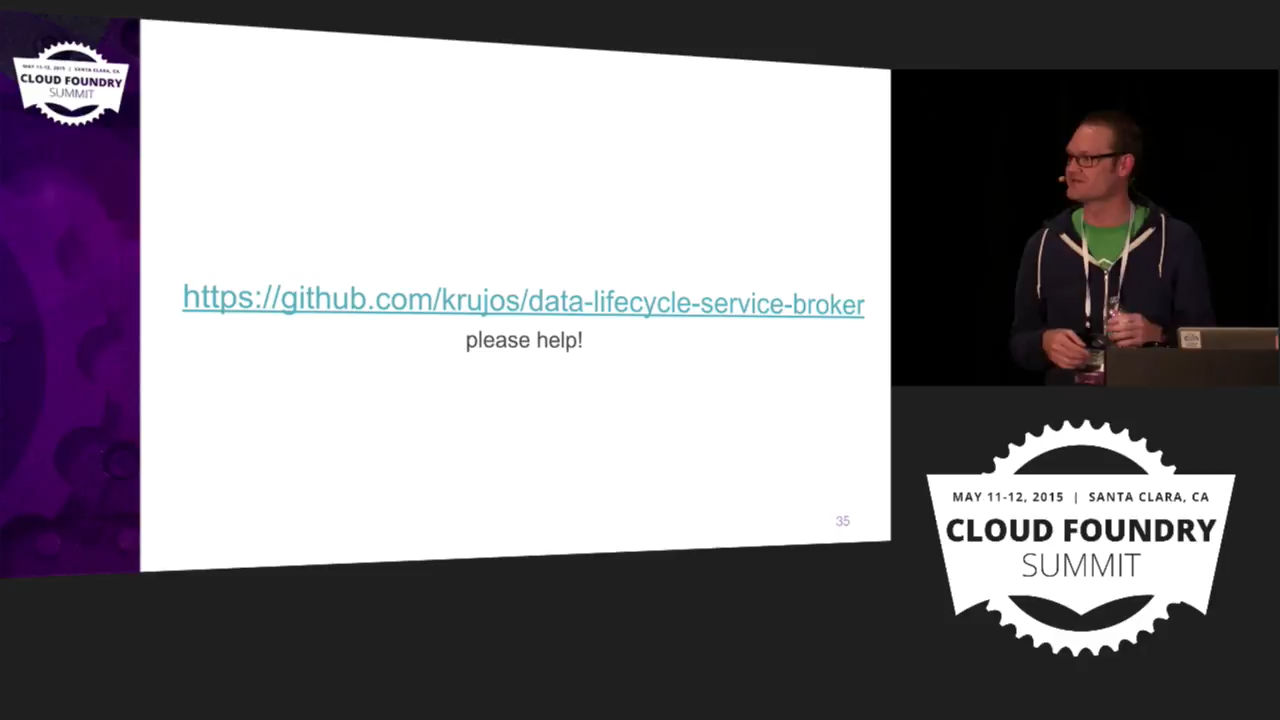 MAY 11-12, 2015 | SANTA CLARA, CA
CLOUD FOUNDRY
SUMMIT
https://github.com/krujos/data-lifecycle-service-broker
please help!
35
MAY 11-12, 2015 | SANTA CLARA, CA
CLOUD FOUNDRY
SUMMIT